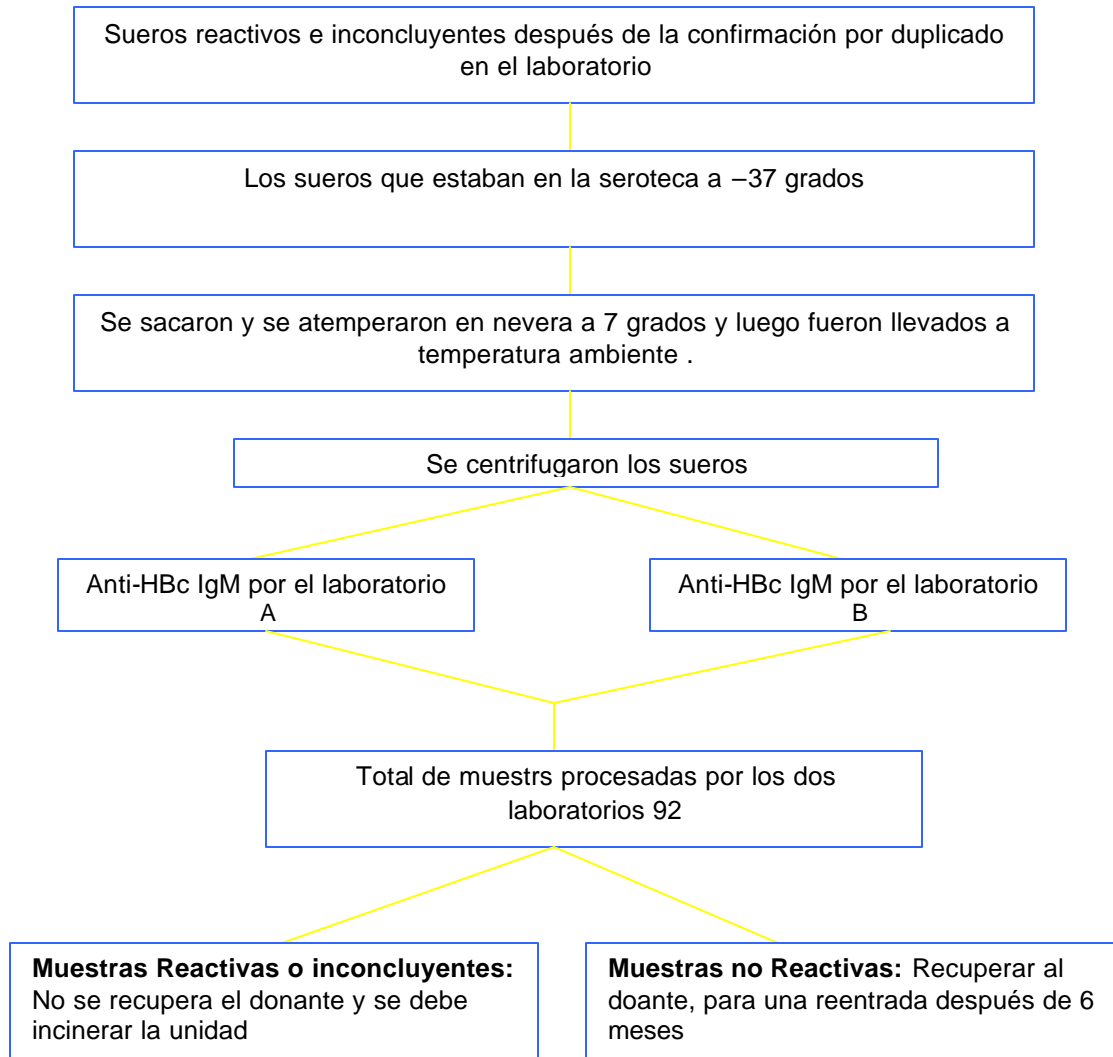 Sueros reactivos e inconcluyentes después de la confirmación por duplicado
en el laboratorio
Los sueros que estaban en la seroteca a –37 grados
Se sacaron y se atemperaron en nevera a 7 grados y luego fueron llevados a
temperatura ambiente .
Se centrifugaron los sueros
Anti-HBc IgM por el laboratorio
A
Anti-HBc IgM por el laboratorio
B
Total de muestrs procesadas por los dos
laboratorios 92
Muestras Reactivas o inconcluyentes:
No se recupera el donante y se debe
incinerar la unidad
Muestras no Reactivas: Recuperar al
doante, para una reentrada después de 6
meses